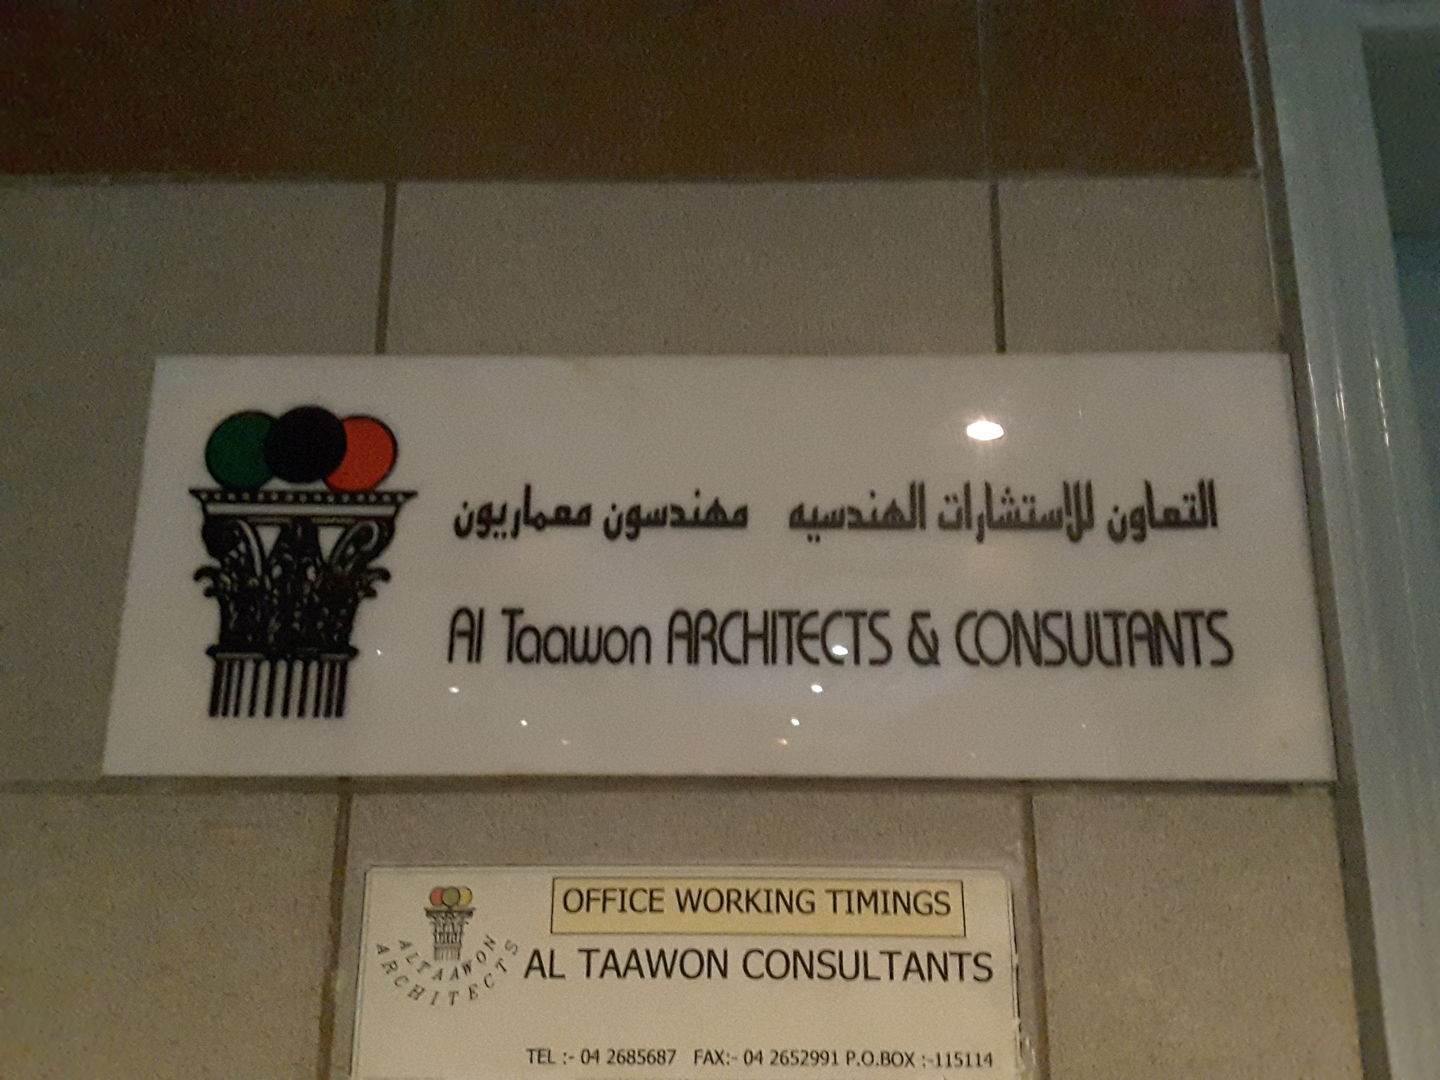 التعاون للاستشارات الهندسيه مهندسون معماريون
Al Taawon ARCHITECTS & CONSULTANTS
OFFICE WORKING TIMINGS
ALTAAWON
ARCHITECTS
AL TAAWON CONSULTANTS
TEL :- 04 2685687 FAX:- 04 2652991 P.O.BOX :-115114